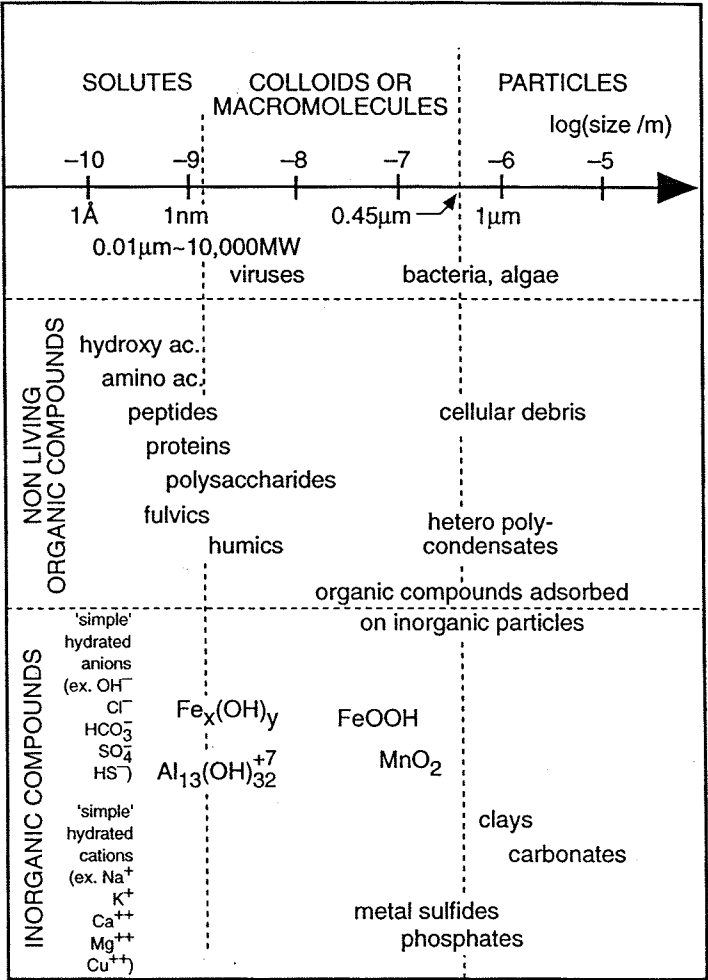 SOLUTES COLLOIDS OR MACROMOLECULES PARTICLES
log(size /m)
–10 –9 –8 –7 –6 –5
1Å 1nm 0.45µm 1µm
0.01µm~10,000MW
viruses bacteria, algae
NON LIVING
ORGANIC COMPOUNDS
hydroxy ac.
amino ac.
peptides cellular debris
proteins
polysaccharides
fulvics
humics
hetero poly-
condensates
organic compounds adsorbed
on inorganic particles
INORGANIC COMPOUNDS
'simple'
hydrated
anions
(ex. OH⁻
Cl⁻
HCO₃⁻
SO₄⁻
HS⁻)
Feₓ(OH)y FeOOH
Al₁₃(OH)₃₂⁺⁷ MnO₂
'simple'
hydrated
cations
(ex. Na⁺
K⁺
Ca⁺⁺
Mg⁺⁺
Cu⁺⁺)
clays
carbonates
metal sulfides
phosphates